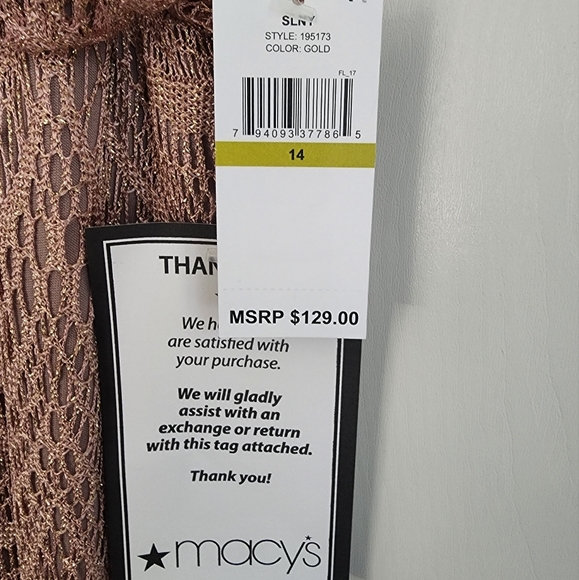 SLNY
STYLE: 195173
COLOR: GOLD
FL_17
7 94093 37786 5
14
MSRP $129.00
THAN
We h
are satisfied with
your purchase.
We will gladly
assist with an
exchange or return
with this tag attached.
Thank you!
macy's